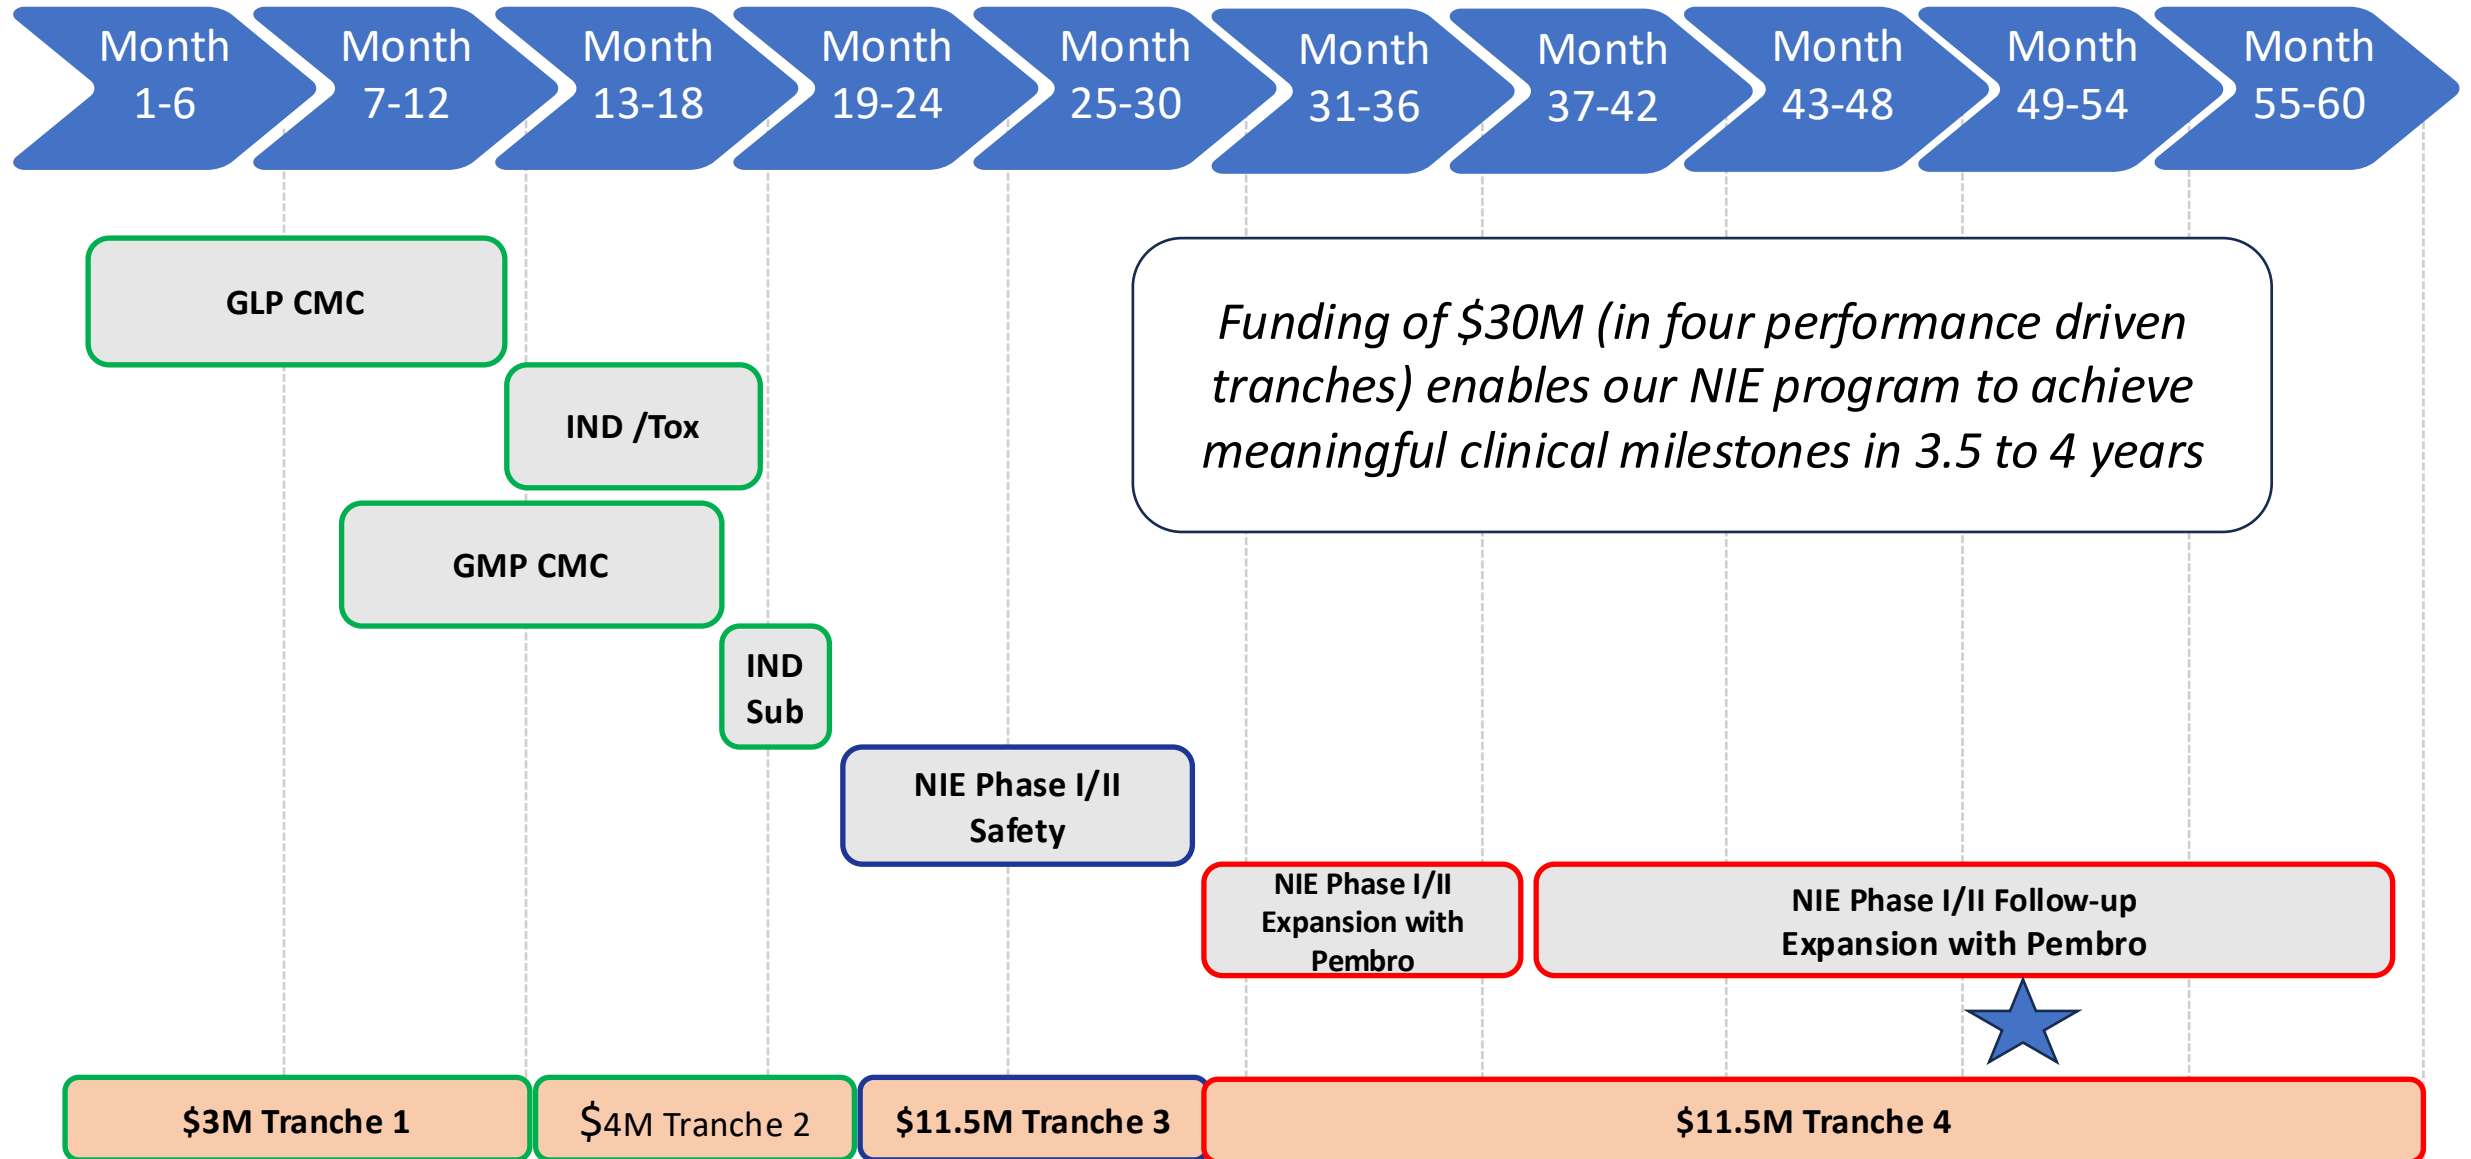 Month
1-6
Month
7-12
Month
13-18
Month
19-24
Month
25-30
Month
31-36
Month
37-42
Month
43-48
Month
49-54
Month
55-60
GLP CMC
Funding of $30M (in four performance driven
tranches) enables our NIE program to achieve
meaningful clinical milestones in 3.5 to 4 years
IND /Tox
GMP CMC
IND
Sub
NIE Phase I/II
Safety
NIE Phase I/II
Expansion with
Pembro
NIE Phase I/II Follow-up
Expansion with Pembro
$3M Tranche 1
$4M Tranche 2
$11.5M Tranche 3
$11.5M Tranche 4